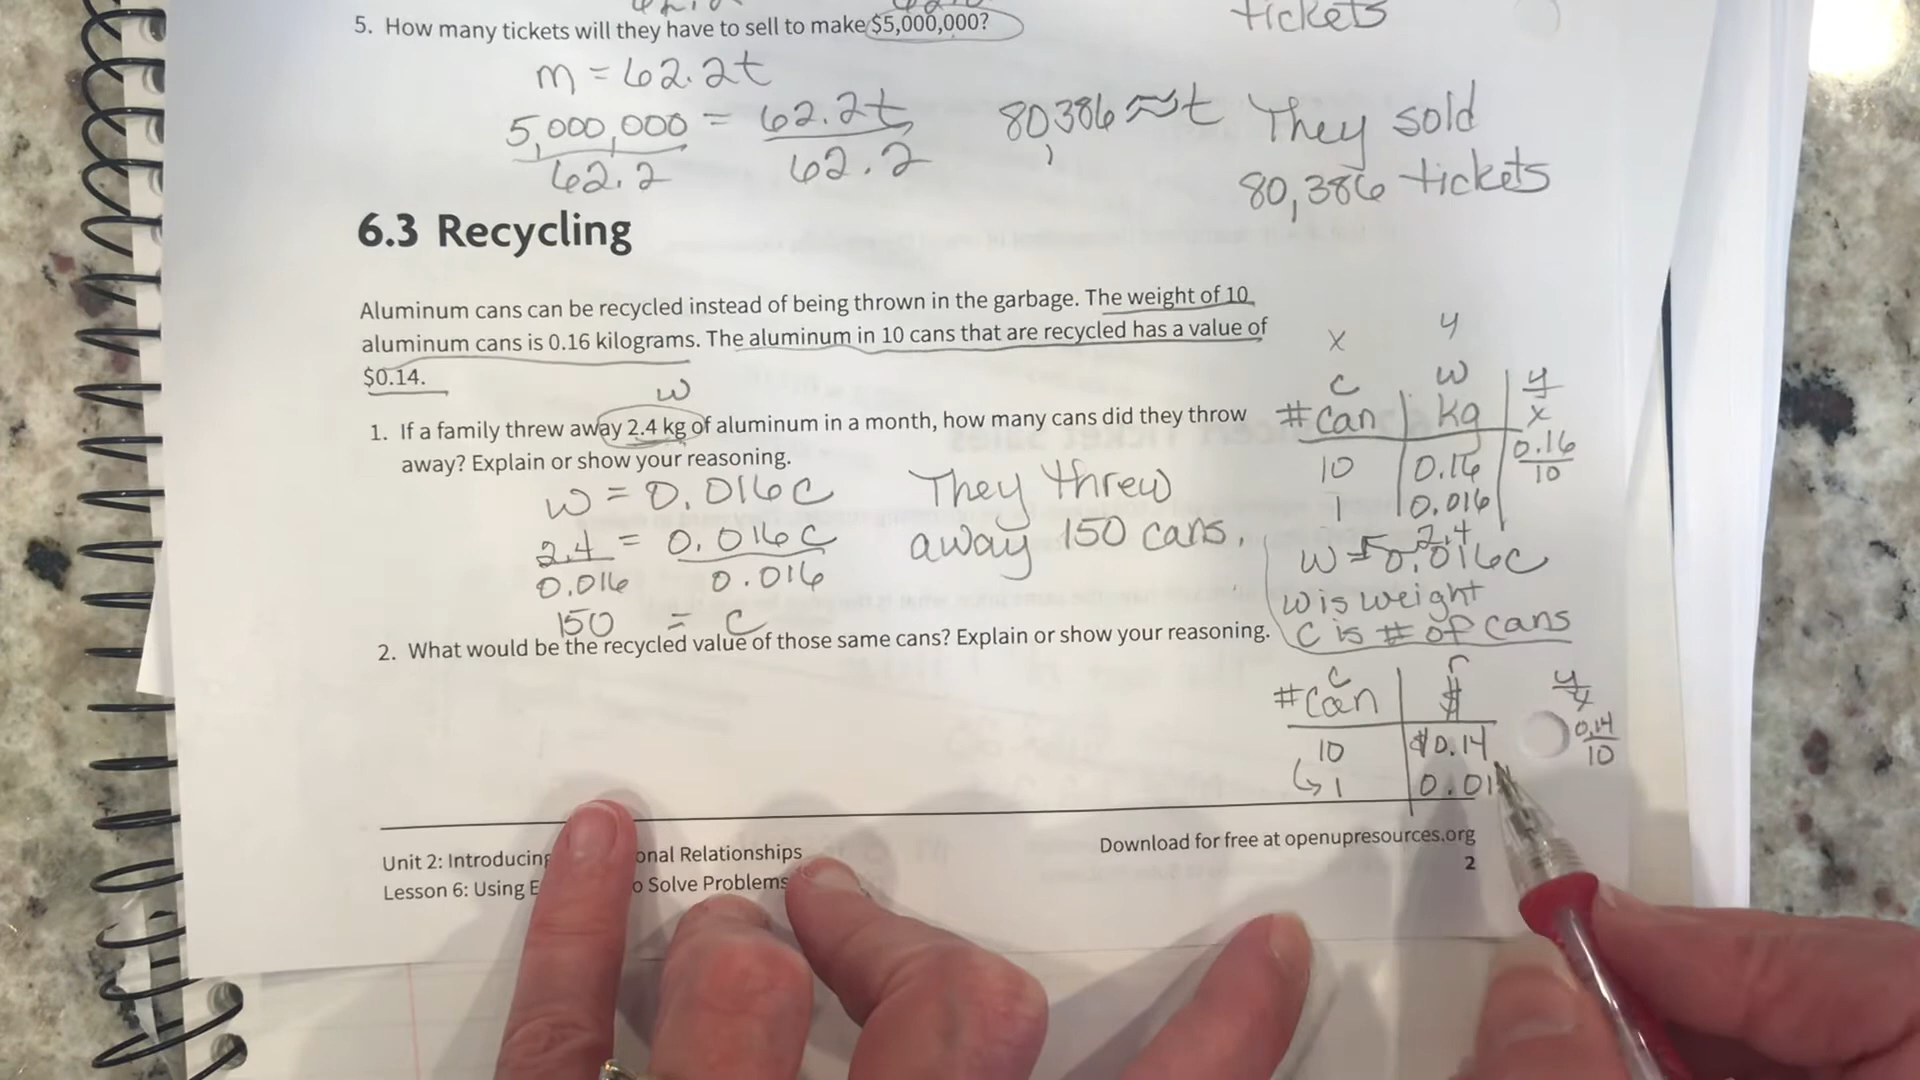 tickets
5. How many tickets will they have to sell to make $5,000,000?
m = 62.2t
5,000,000 = 62.2t
62.2 62.2
80,386 ≈ t
They sold
80,386 tickets
6.3 Recycling
Aluminum cans can be recycled instead of being thrown in the garbage. The weight of 10
aluminum cans is 0.16 kilograms. The aluminum in 10 cans that are recycled has a value of
$0.14.
x y
c w y
#can kg x
10 0.16 0.16
10
1 0.016
w
1. If a family threw away 2.4 kg of aluminum in a month, how many cans did they throw
away? Explain or show your reasoning.
w = 0.016c
2.4 = 0.016c
0.016 0.016
150 = c
They threw
away 150 cans.
2.4
w = 0.016c
w is weight
c is # of cans
2. What would be the recycled value of those same cans? Explain or show your reasoning.
c r
#can $ y
x
10 $0.14 0.14
10
1 0.01
Unit 2: Introducing onal Relationships
Lesson 6: Using E o Solve Problems
Download for free at openupresources.org
2